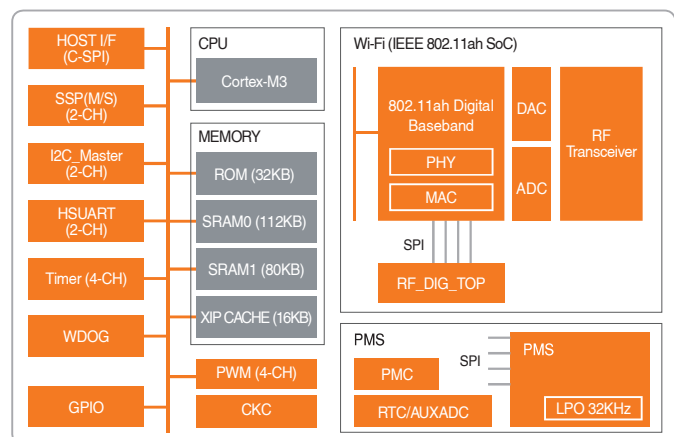 HOST I/F
(C-SPI)
SSP(M/S)
(2-CH)
I2C_Master
(2-CH)
HSUART
(2-CH)
Timer (4-CH)
WDOG
GPIO
CPU
Cortex-M3
MEMORY
ROM (32KB)
SRAM0 (112KB)
SRAM1 (80KB)
XIP CACHE (16KB)
PWM (4-CH)
CKC
Wi-Fi (IEEE 802.11ah SoC)
802.11ah Digital
Baseband
PHY
MAC
DAC
ADC
RF
Transceiver
SPI
RF_DIG_TOP
PMS
PMC
RTC/AUXADC
SPI
PMS
LPO 32KHz